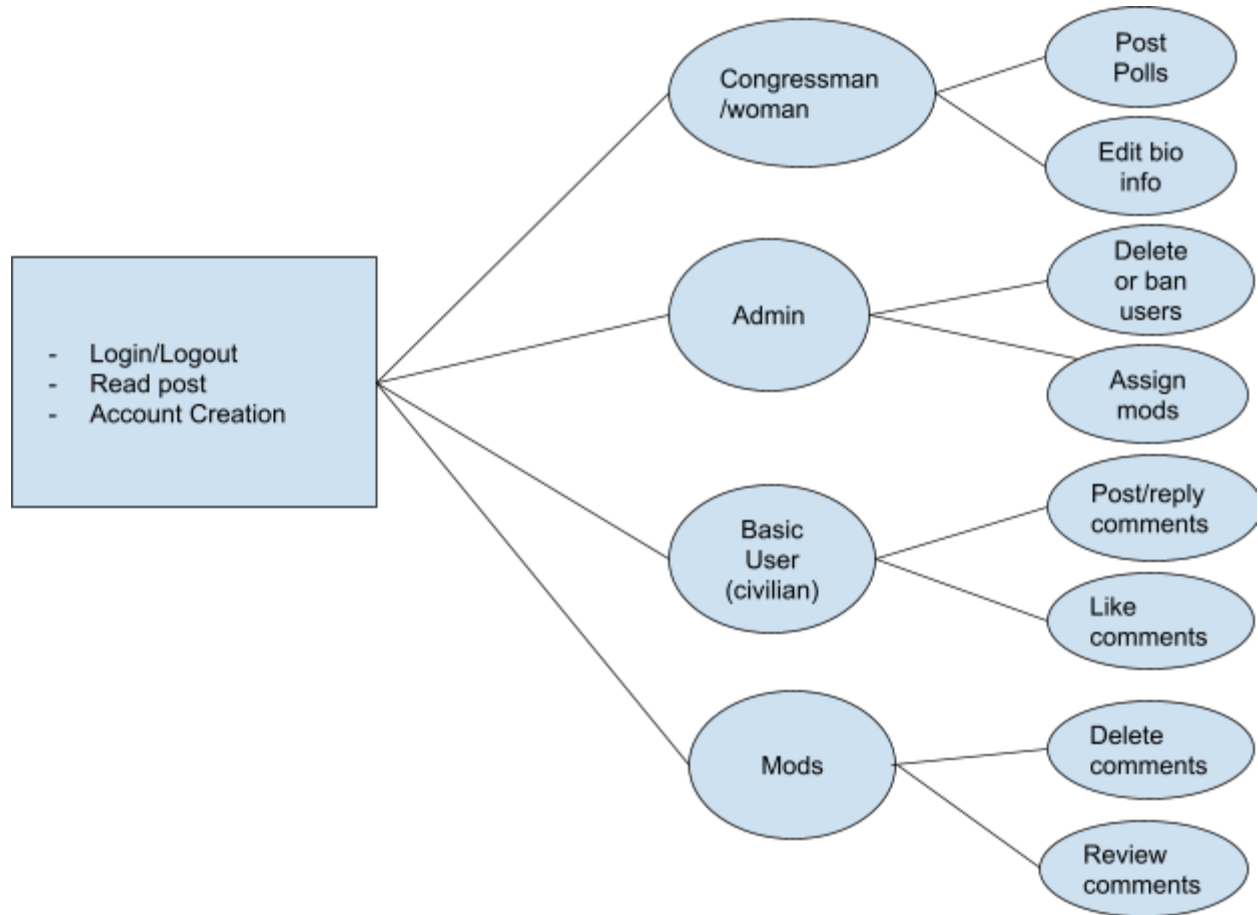 - Login/Logout
- Read post
- Account Creation
Congressman
/woman
Post
Polls
Edit bio
info
Admin
Delete
or ban
users
Assign
mods
Basic
User
(civilian)
Post/reply
comments
Like
comments
Mods
Delete
comments
Review
comments